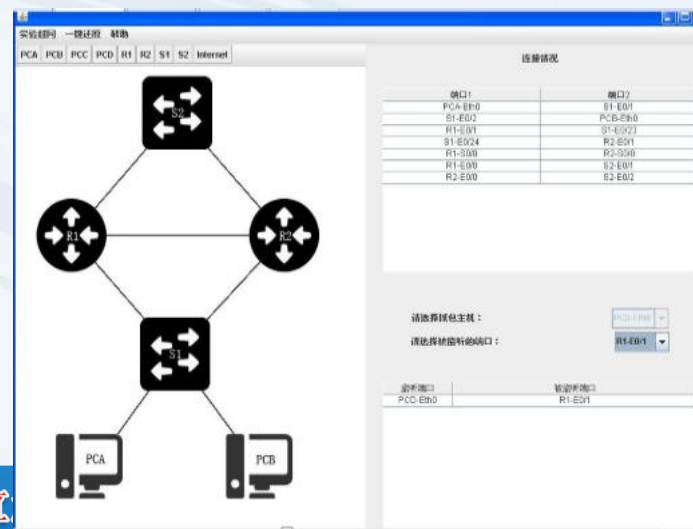 实验组网 一键还原 帮助
PCA PCB PCC PCD R1 R2 S1 S2 Internet
连接情况
端口1 端口2
PCA-Eth0 S1-E0/1
S1-E0/2 PCB-Eth0
R1-E0/1 S1-E0/23
S1-E0/24 R2-E0/1
R1-S0/0 R2-S0/0
R1-E0/0 S2-E0/1
R2-E0/0 S2-E0/2
S2
R1
R2
S1
PCA
PCB
请选择抓包主机：
请选择被监听的端口： R1-E0/1
监听端口 被监听端口
PCD-Eth0 R1-E0/1